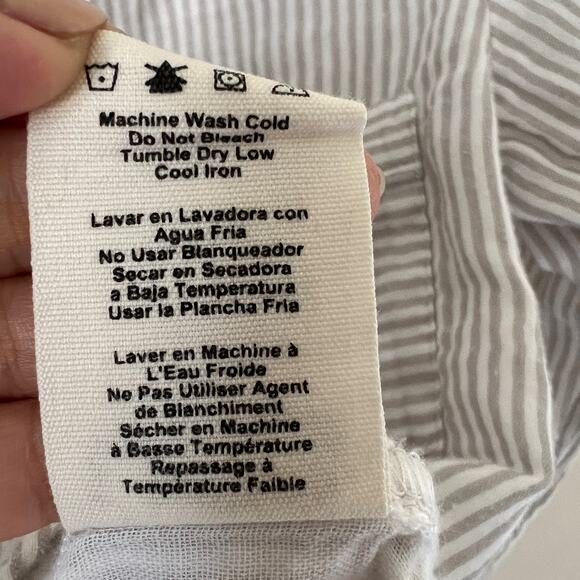 Machine Wash Cold
Do Not Bleach
Tumble Dry Low
Cool Iron
Lavar en Lavadora con
Agua Fria
No Usar Blanqueador
Secar en Secadora
a Baja Temperatura
Usar la Plancha Fria
Laver en Machine à
L'Eau Froide
Ne Pas Utiliser Agent
de Blanchiment
Sécher en Machine
à Basse Température
Repassage à
Température Faible